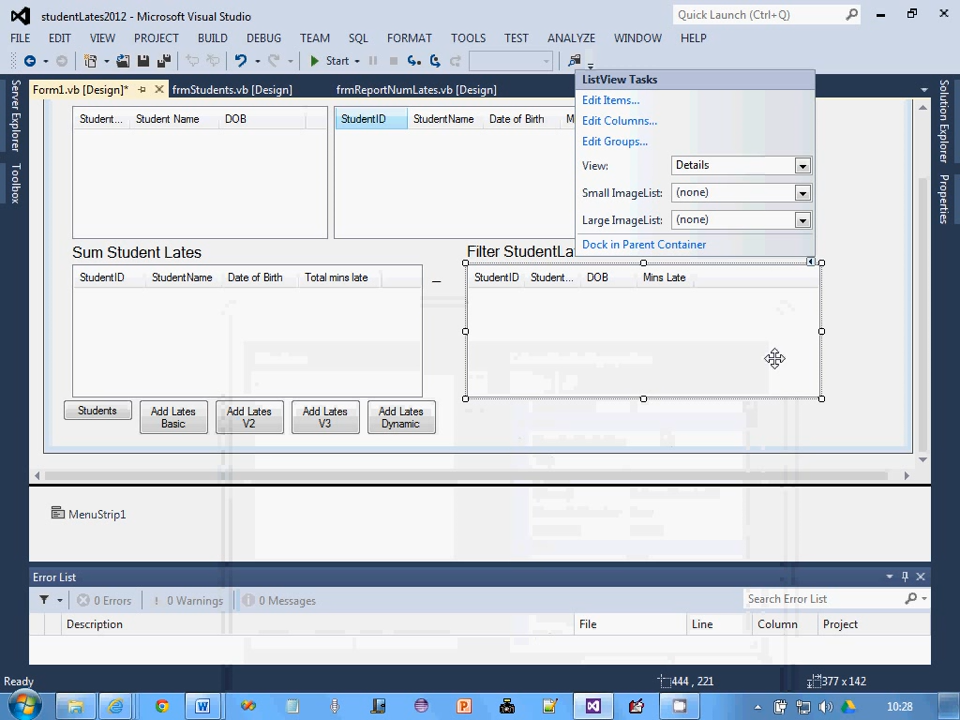 studentLates2012 - Microsoft Visual Studio
Quick Launch (Ctrl+Q)
FILE EDIT VIEW PROJECT BUILD DEBUG TEAM SQL FORMAT TOOLS TEST ANALYZE WINDOW HELP
Start
Form1.vb [Design]* frmStudents.vb [Design] frmReportNumLates.vb [Design]
Server Explorer
Toolbox
Solution Explorer
Properties
ListView Tasks
Edit Items...
Edit Columns...
Edit Groups...
View: Details
Small ImageList: (none)
Large ImageList: (none)
Dock in Parent Container
Student... Student Name DOB
StudentID StudentName Date of Birth M
Sum Student Lates
Filter StudentLa
StudentID StudentName Date of Birth Total mins late
StudentID Student... DOB Mins Late
Students
Add Lates Basic
Add Lates V2
Add Lates V3
Add Lates Dynamic
MenuStrip1
Error List
0 Errors 0 Warnings 0 Messages
Search Error List
Description File Line Column Project
Ready
444 , 221
377 x 142
10:28